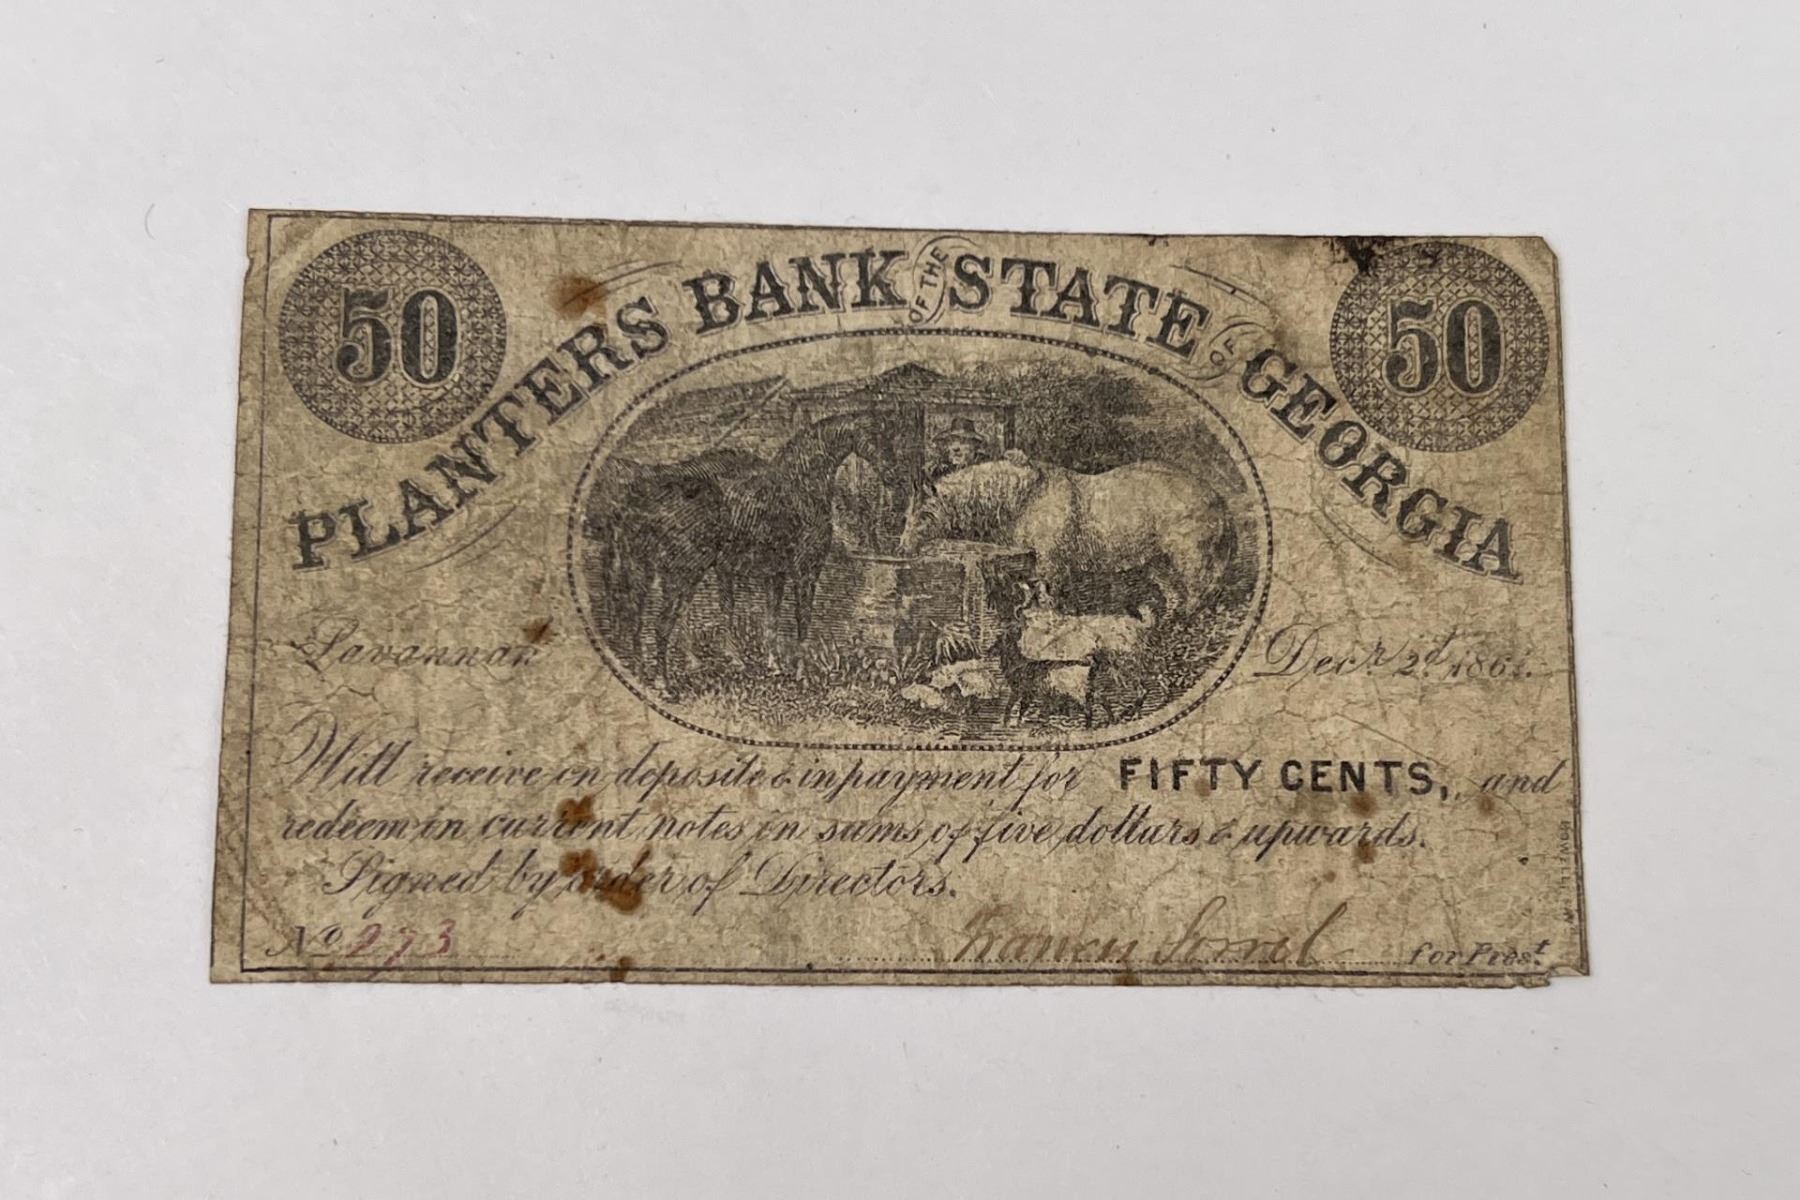 50 50
PLANTERS BANK OF THE STATE OF GEORGIA
Savannah Decr. 2d. 1861.
Will receive on deposite & in payment for FIFTY CENTS, and
redeem in current notes in sums of five dollars & upwards.
Signed by order of Directors.
No 273 Francis Sorrel for Prest.